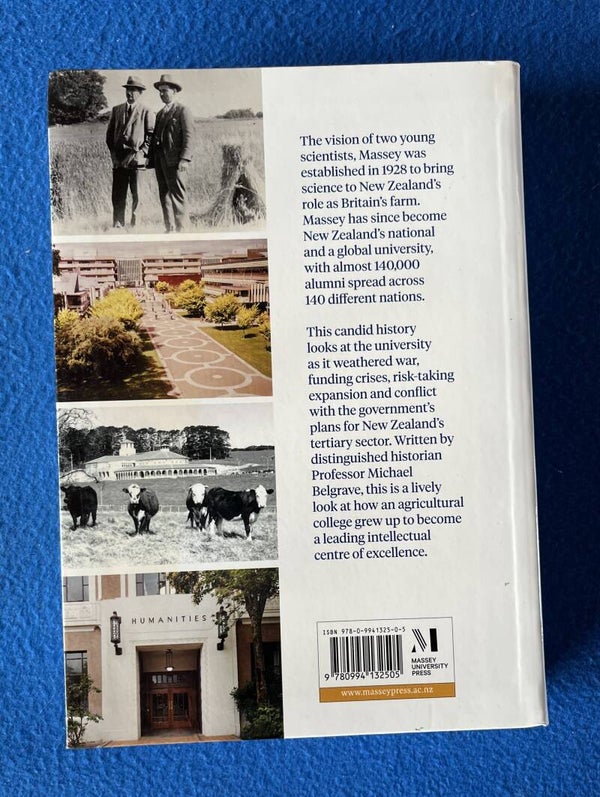 The vision of two young
scientists, Massey was
established in 1928 to bring
science to New Zealand's
role as Britain's farm.
Massey has since become
New Zealand's national
and a global university,
with almost 140,000
alumni spread across
140 different nations.
This candid history
looks at the university
as it weathered war,
funding crises, risk-taking
expansion and conflict
with the government's
plans for New Zealand's
tertiary sector. Written by
distinguished historian
Professor Michael
Belgrave, this is a lively
look at how an agricultural
college grew up to become
a leading intellectual
centre of excellence.
HUMANITIES
ISBN 978-0-9941325-0-5
9 780994 132505
MASSEY
UNIVERSITY
PRESS
www.masseypress.ac.nz